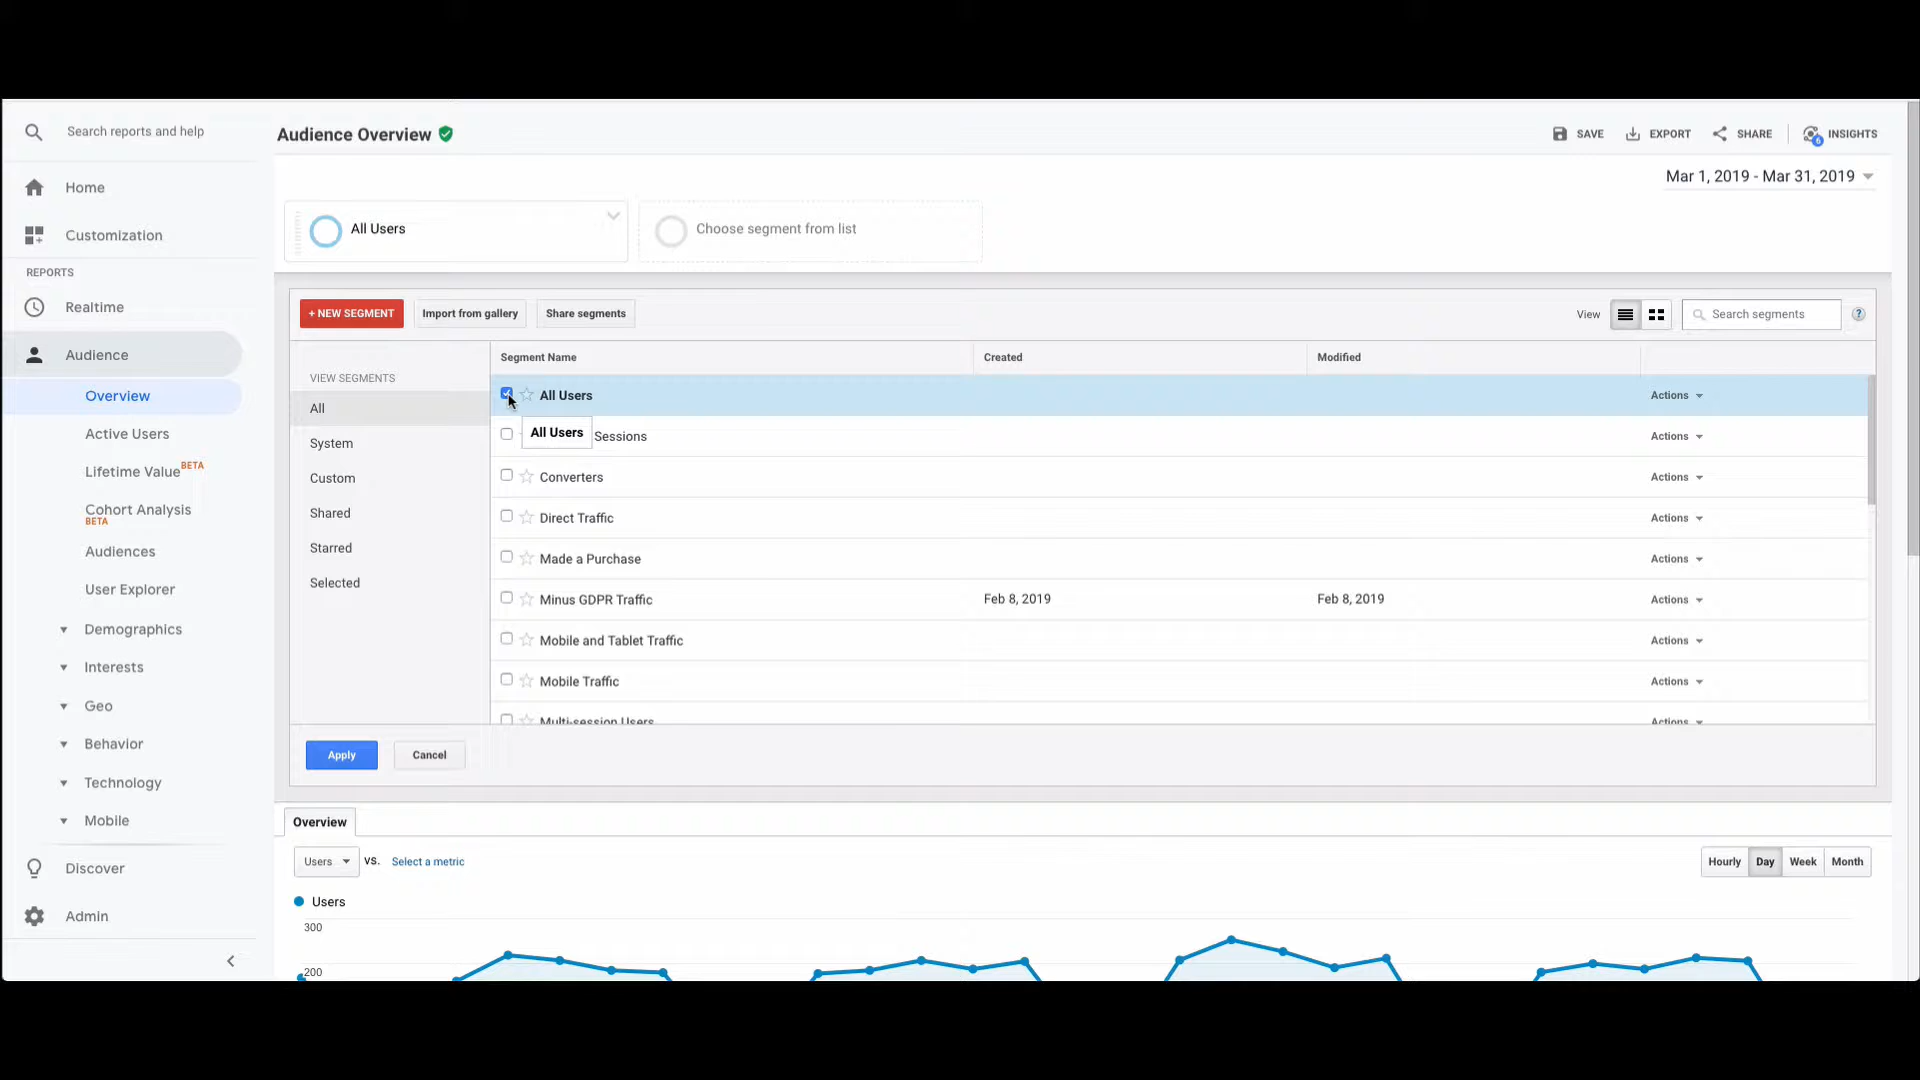 Search reports and help
Audience Overview
SAVE
EXPORT
SHARE
6
INSIGHTS
Mar 1, 2019 - Mar 31, 2019
Home
Customization
REPORTS
Realtime
Audience
Overview
Active Users
Lifetime Value BETA
Cohort Analysis
BETA
Audiences
User Explorer
Demographics
Interests
Geo
Behavior
Technology
Mobile
Discover
Admin
All Users
Choose segment from list
+ NEW SEGMENT
Import from gallery
Share segments
View
Search segments
?
VIEW SEGMENTS
All
System
Custom
Shared
Starred
Selected
Segment Name Created Modified
All Users Actions
All Users
Sessions Actions
Converters Actions
Direct Traffic Actions
Made a Purchase Actions
Minus GDPR Traffic Feb 8, 2019 Feb 8, 2019 Actions
Mobile and Tablet Traffic Actions
Mobile Traffic Actions
Multi-session Users Actions
Apply
Cancel
Overview
Users VS. Select a metric
Hourly Day Week Month
Users
300
200